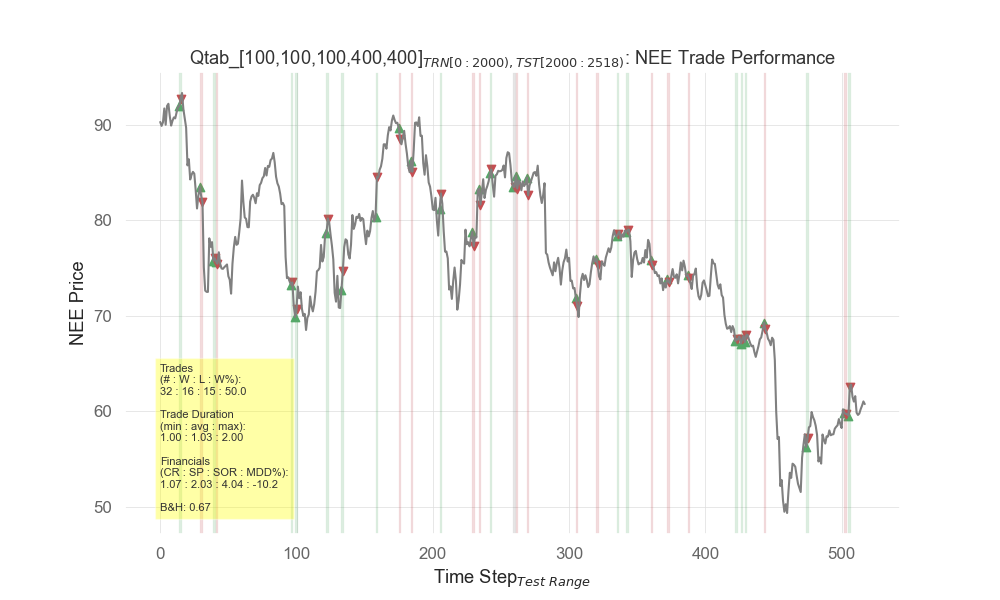 Qtab_[100,100,100,400,400]TRN[0:2000),TST[2000:2518): NEE Trade Performance
NEE Price
90
80
70
60
50
Trades
(# : W : L : W%):
32 : 16 : 15 : 50.0
Trade Duration
(min : avg : max):
1.00 : 1.03 : 2.00
Financials
(CR : SP : SOR : MDD%):
1.07 : 2.03 : 4.04 : -10.2
B&H: 0.67
0 100 200 300 400 500
Time StepTest Range